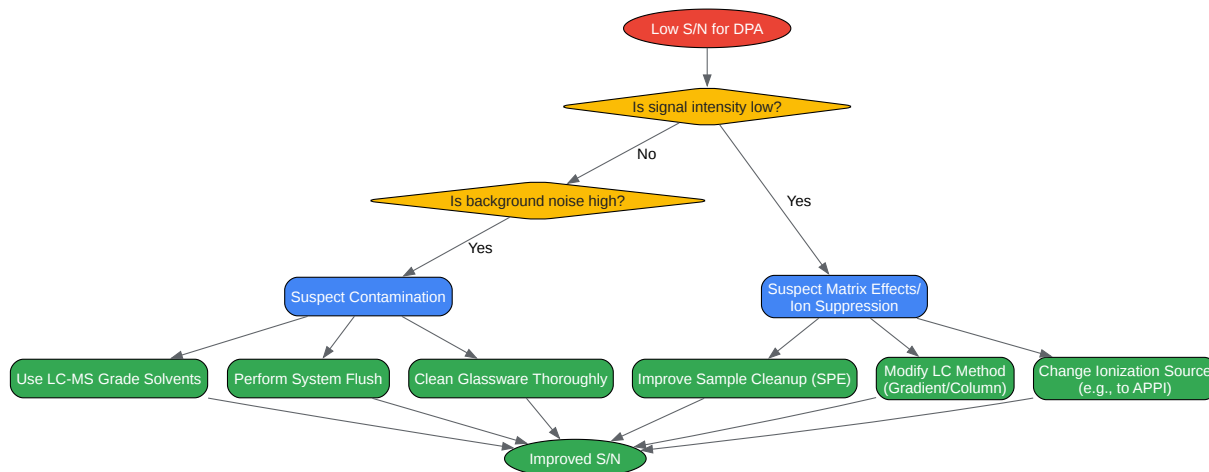 Low S/N for DPA
Is signal intensity low?
No
Yes
Is background noise high?
Yes
Suspect Contamination
Suspect Matrix Effects/
Ion Suppression
Use LC-MS Grade Solvents
Perform System Flush
Clean Glassware Thoroughly
Improve Sample Cleanup (SPE)
Modify LC Method
(Gradient/Column)
Change Ionization Source
(e.g., to APPI)
Improved S/N